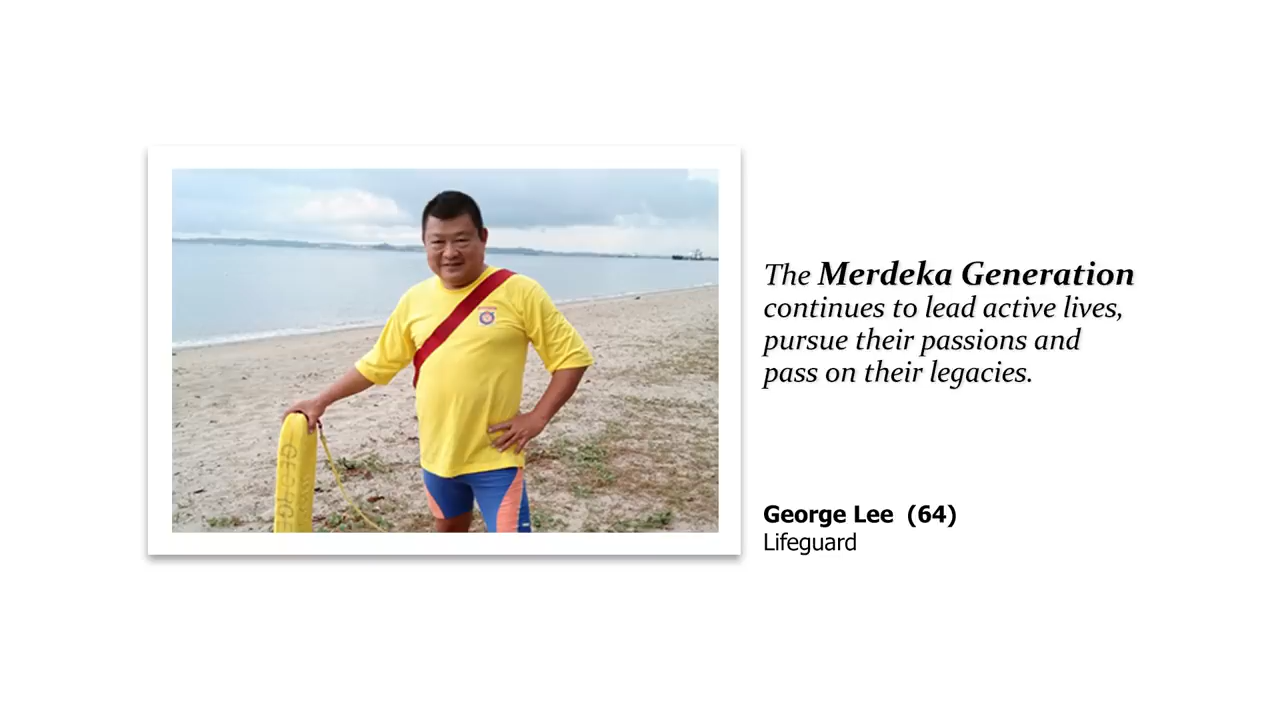 The Merdeka Generation
continues to lead active lives,
pursue their passions and
pass on their legacies.
George Lee (64)
Lifeguard
GEORGE